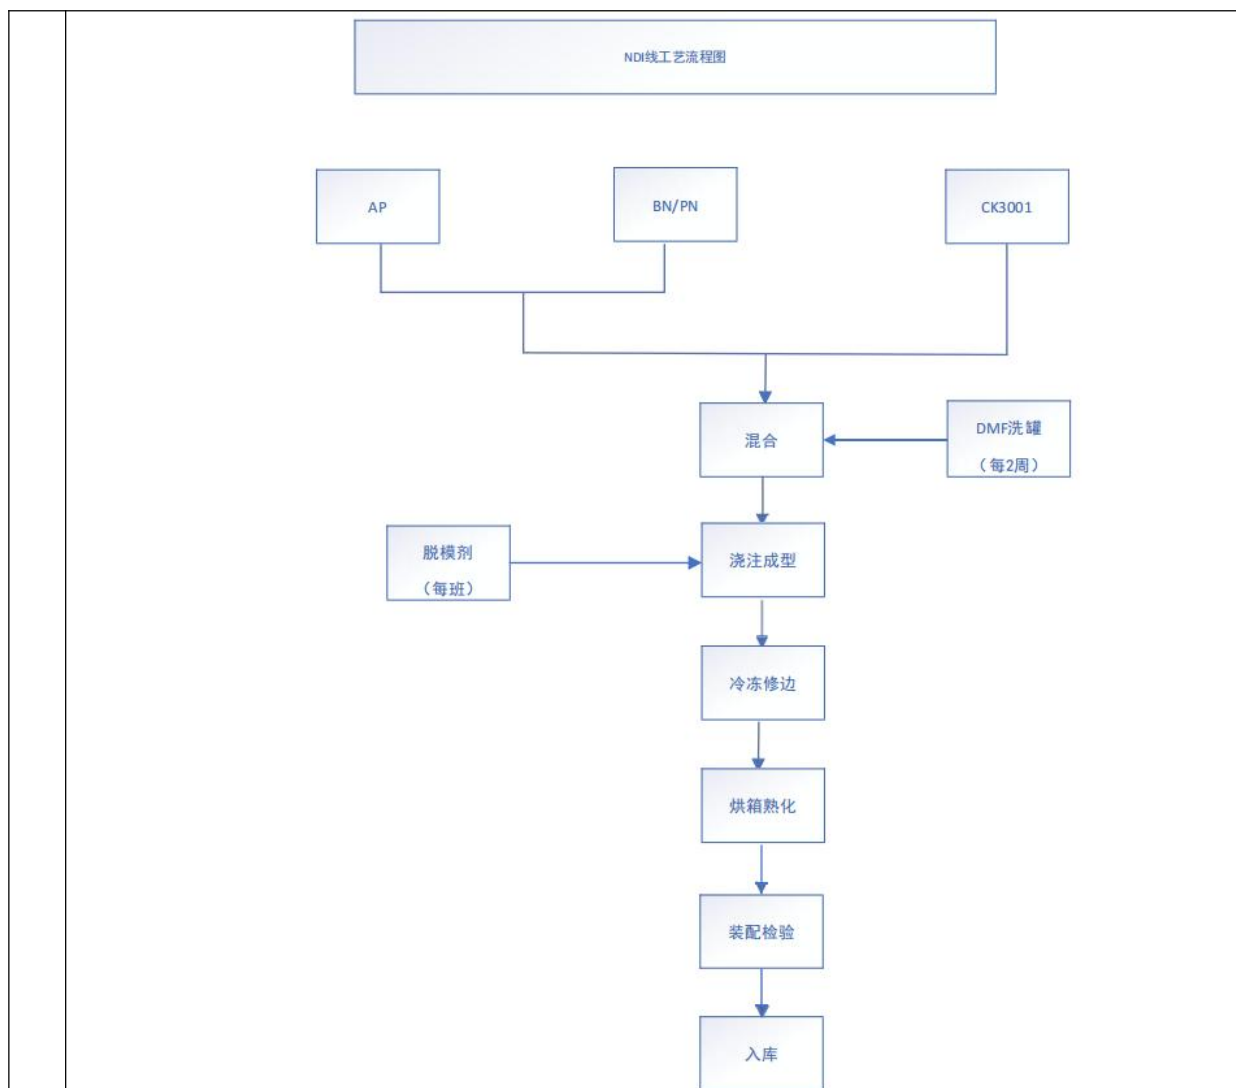 NDI线工艺流程图
AP
BN/PN
CK3001
混合
DMF洗罐
（每2周）
脱模剂
（每班）
浇注成型
冷冻修边
烘箱熟化
装配检验
入库